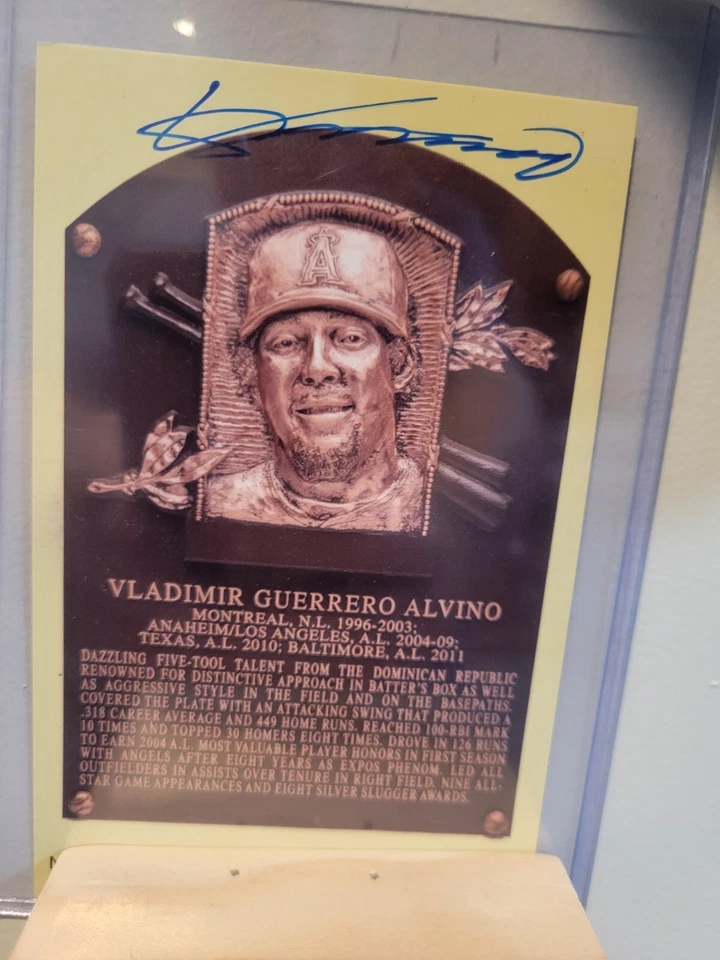 A
VLADIMIR GUERRERO ALVINO
MONTREAL, N.L. 1996-2003;
ANAHEIM/LOS ANGELES, A.L. 2004-09;
TEXAS, A.L. 2010; BALTIMORE, A.L. 2011
DAZZLING FIVE-TOOL TALENT FROM THE DOMINICAN REPUBLIC
RENOWNED FOR DISTINCTIVE APPROACH IN BATTER'S BOX AS WELL
AS AGGRESSIVE STYLE IN THE FIELD AND ON THE BASEPATHS.
COVERED THE PLATE WITH AN ATTACKING SWING THAT PRODUCED A
.318 CAREER AVERAGE AND 449 HOME RUNS. REACHED 100-RBI MARK
10 TIMES AND TOPPED 30 HOMERS EIGHT TIMES. DROVE IN 126 RUNS
TO EARN 2004 A.L. MOST VALUABLE PLAYER HONORS IN FIRST SEASON
WITH ANGELS AFTER EIGHT YEARS AS EXPOS PHENOM. LED ALL
OUTFIELDERS IN ASSISTS OVER TENURE IN RIGHT FIELD. NINE ALL-
STAR GAME APPEARANCES AND EIGHT SILVER SLUGGER AWARDS.